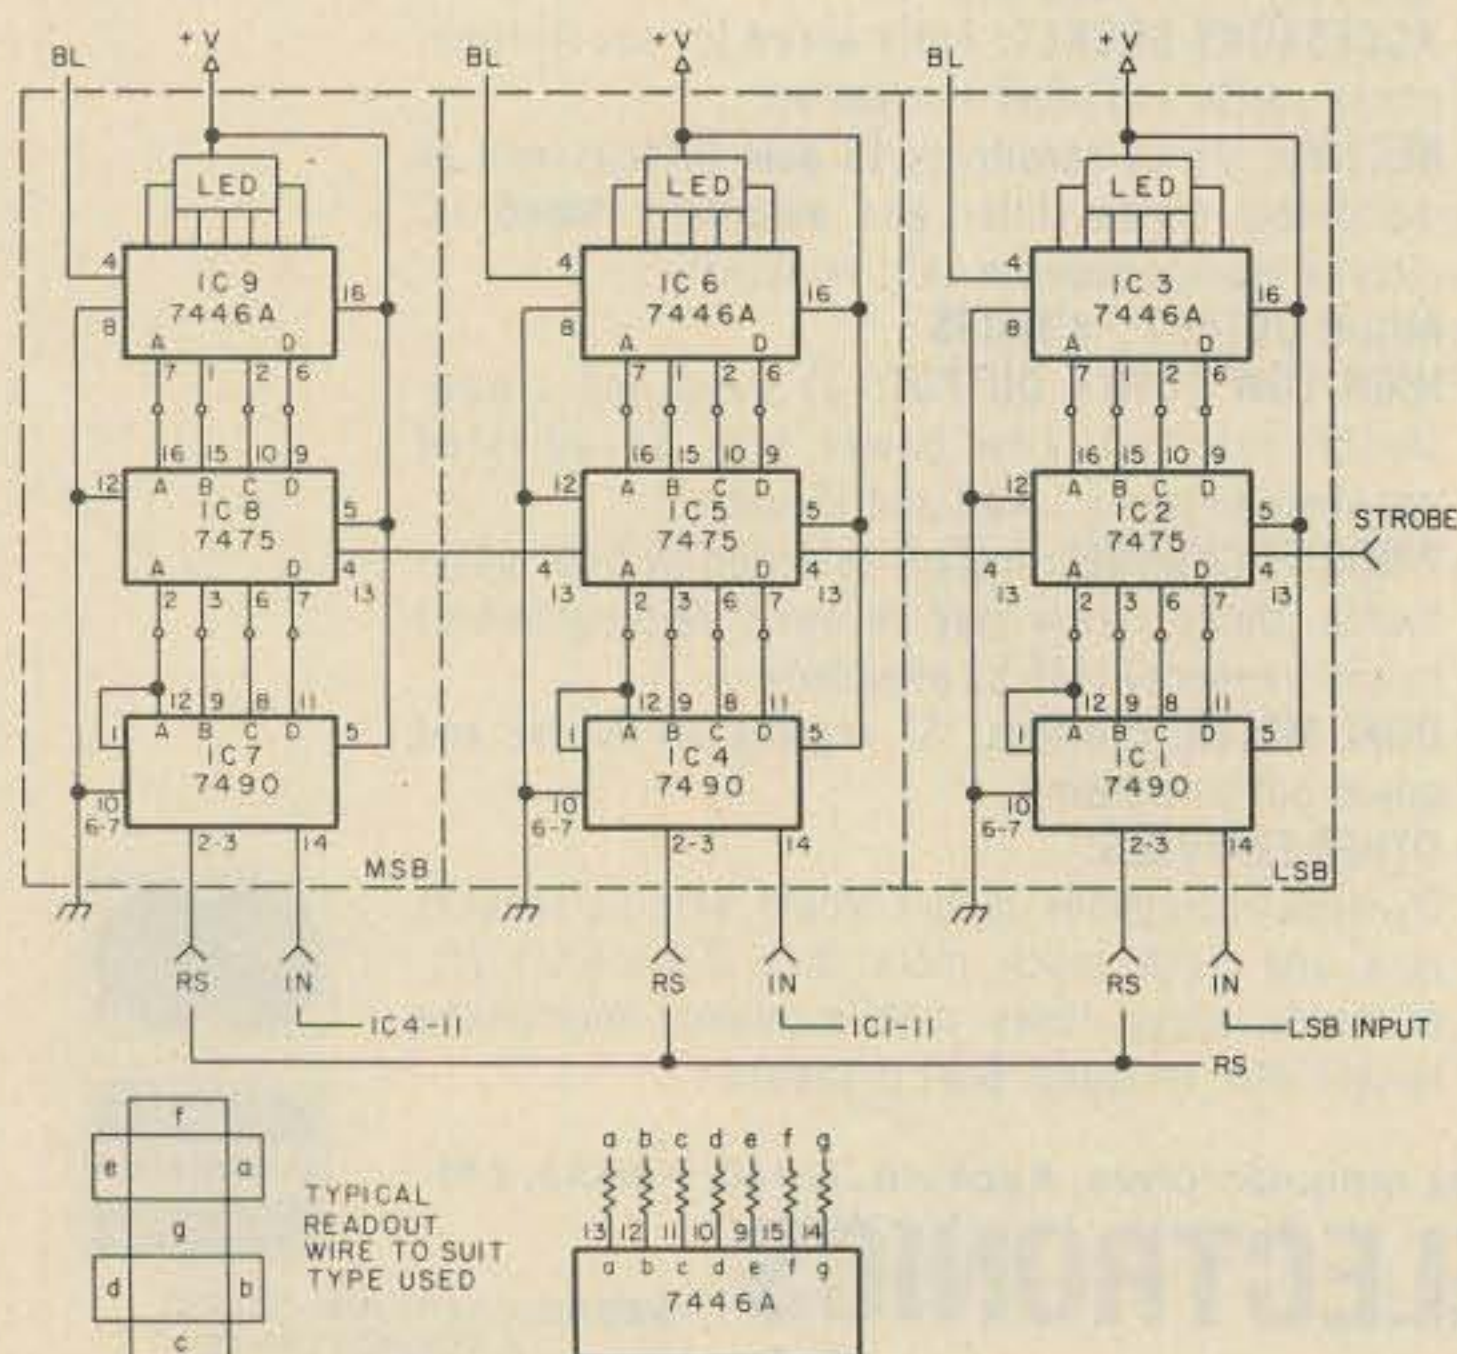 BL +V BL +V BL +V
LED LED LED
4 IC 9 16 4 IC 6 16 4 IC 3 16
8 7446A 8 7446A 8 7446A
A D A D A D
7 1 2 6 7 1 2 6 7 1 2 6
16 15 10 9 16 15 10 9 16 15 10 9
12 A B C D 12 A B C D 12 A B C D
IC 8 5 IC 5 5 IC 2 5 STROBE
7475 7475 7475
A D 4 4 A D 4 4 A D 4
2 3 6 7 13 13 2 3 6 7 13 13 2 3 6 7 13
12 9 8 11 12 9 8 11 12 9 8 11
1 A B C D 5 1 A B C D 5 1 A B C D 5
IC 7 IC 4 IC 1
7490 7490 7490
10 10 10
6-7 6-7 6-7
2-3 14 2-3 14 2-3 14
MSB LSB
RS IN RS IN RS IN
IC4-11 IC1-11 LSB INPUT
RS
f
e a
g
d b
c
TYPICAL
READOUT
WIRE TO SUIT
TYPE USED
a b c d e f g
13 12 11 10 9 15 14
a b c d e f g
7446A